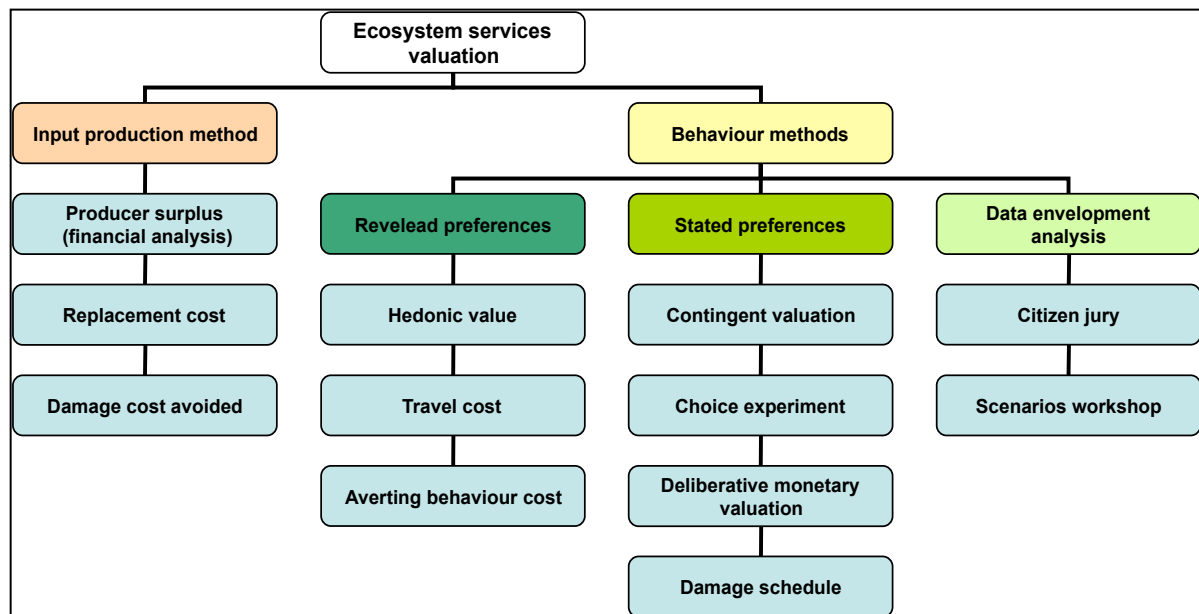 Ecosystem services
valuation
Input production method
Behaviour methods
Producer surplus
(financial analysis)
Revelead preferences
Stated preferences
Data envelopment
analysis
Replacement cost
Hedonic value
Contingent valuation
Citizen jury
Damage cost avoided
Travel cost
Choice experiment
Scenarios workshop
Averting behaviour cost
Deliberative monetary
valuation
Damage schedule